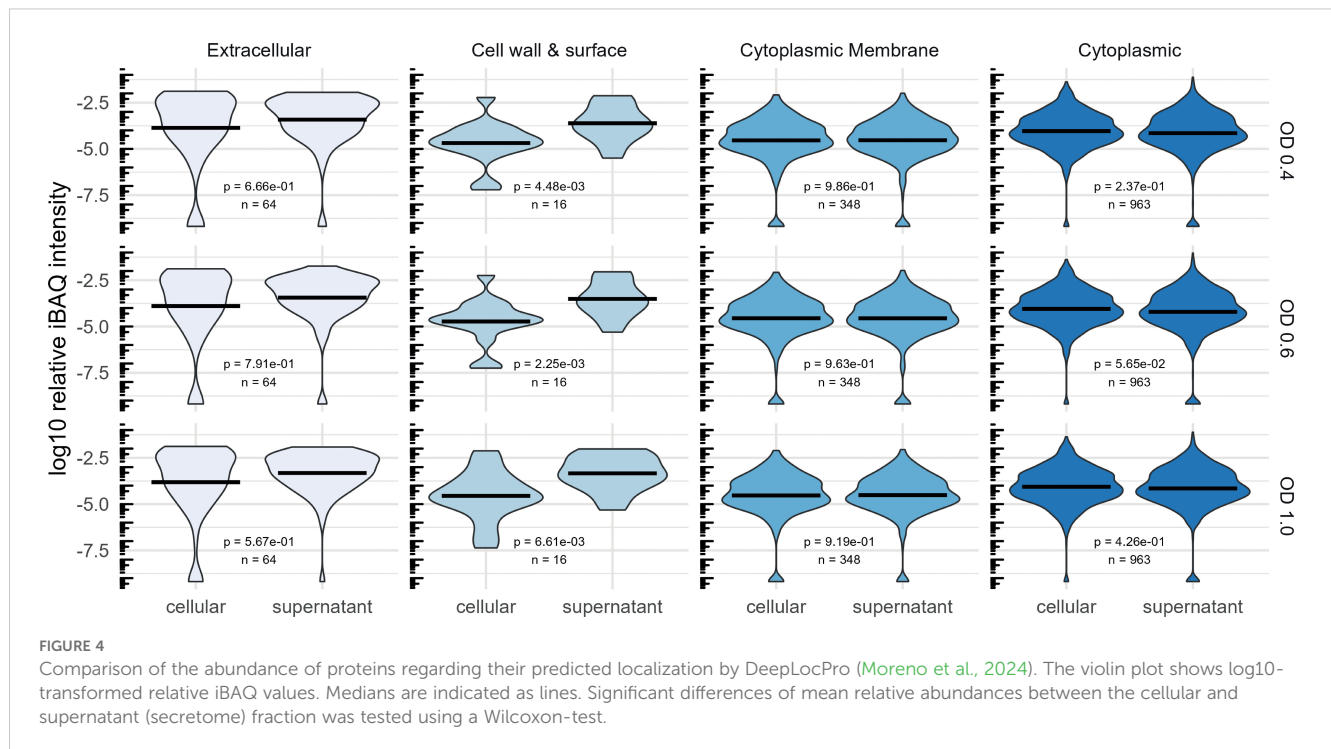 Extracellular
Cell wall & surface
Cytoplasmic Membrane
Cytoplasmic
log10 relative iBAQ intensity
-2.5
-5.0
-7.5
p = 6.66e-01
n = 64
p = 4.48e-03
n = 16
p = 9.86e-01
n = 348
p = 2.37e-01
n = 963
OD 0.4
-2.5
-5.0
-7.5
p = 7.91e-01
n = 64
p = 2.25e-03
n = 16
p = 9.63e-01
n = 348
p = 5.65e-02
n = 963
OD 0.6
-2.5
-5.0
-7.5
p = 5.67e-01
n = 64
p = 6.61e-03
n = 16
p = 9.19e-01
n = 348
p = 4.26e-01
n = 963
OD 1.0
cellular
supernatant
cellular
supernatant
cellular
supernatant
cellular
supernatant
FIGURE 4
Comparison of the abundance of proteins regarding their predicted localization by DeepLocPro (Moreno et al., 2024). The violin plot shows log10-
transformed relative iBAQ values. Medians are indicated as lines. Significant differences of mean relative abundances between the cellular and
supernatant (secretome) fraction was tested using a Wilcoxon-test.